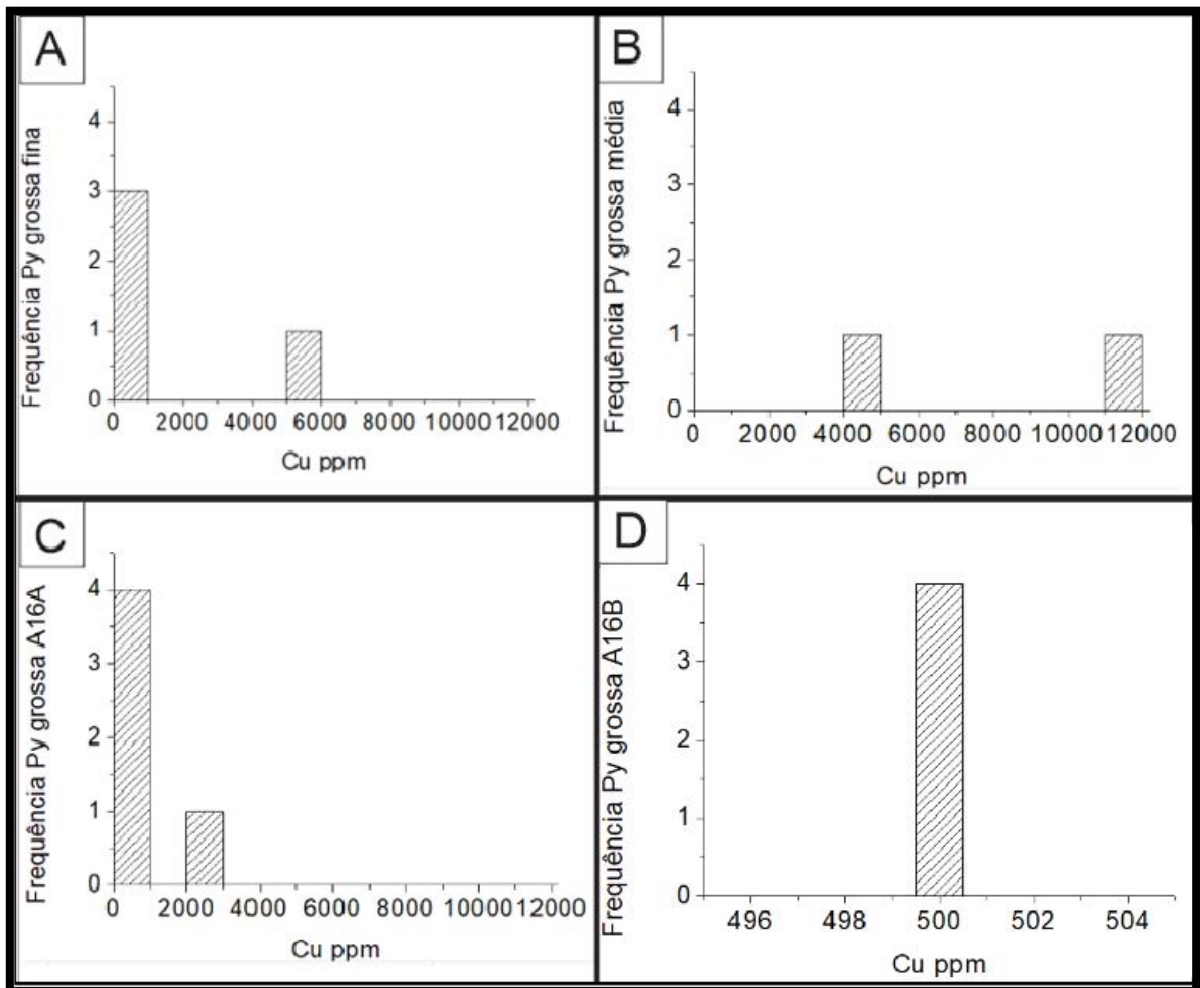 A
Frequência Py grossa fina
4
3
2
1
0
0 2000 4000 6000 8000 10000 12000
Cu ppm
B
Frequência Py grossa média
4
3
2
1
0
0 2000 4000 6000 8000 10000 12000
Cu ppm
C
Frequência Py grossa A16A
4
3
2
1
0
0 2000 4000 6000 8000 10000 12000
Cu ppm
D
Frequência Py grossa A16B
4
3
2
1
0
496 498 500 502 504
Cu ppm